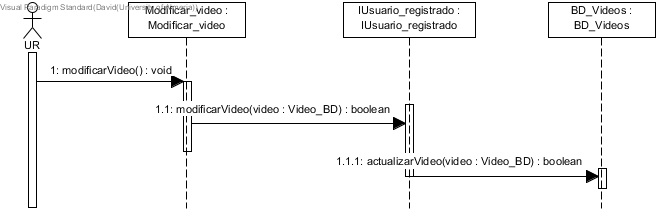 Visual Paradigm Standard(David(University of Almeria))
Modificar_video :
Modificar_video
IUsuario_registrado :
IUsuario_registrado
BD_Videos :
BD_Videos
UR
1: modificarVideo() : void
1.1: modificarVideo(video : Video_BD) : boolean
1.1.1: actualizarVideo(video : Video_BD) : boolean